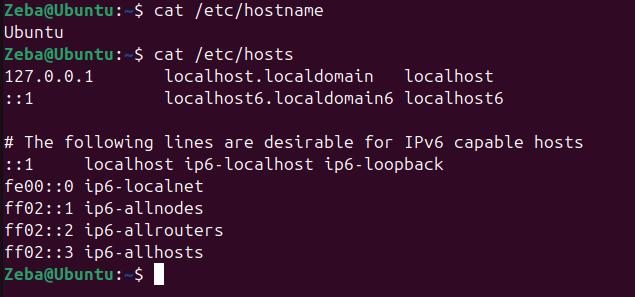 Zeba@Ubuntu:~$ cat /etc/hostname
Ubuntu
Zeba@Ubuntu:~$ cat /etc/hosts
127.0.0.1       localhost.localdomain   localhost
::1             localhost6.localdomain6 localhost6

# The following lines are desirable for IPv6 capable hosts
::1     localhost ip6-localhost ip6-loopback
fe00::0 ip6-localnet
ff02::1 ip6-allnodes
ff02::2 ip6-allrouters
ff02::3 ip6-allhosts
Zeba@Ubuntu:~$